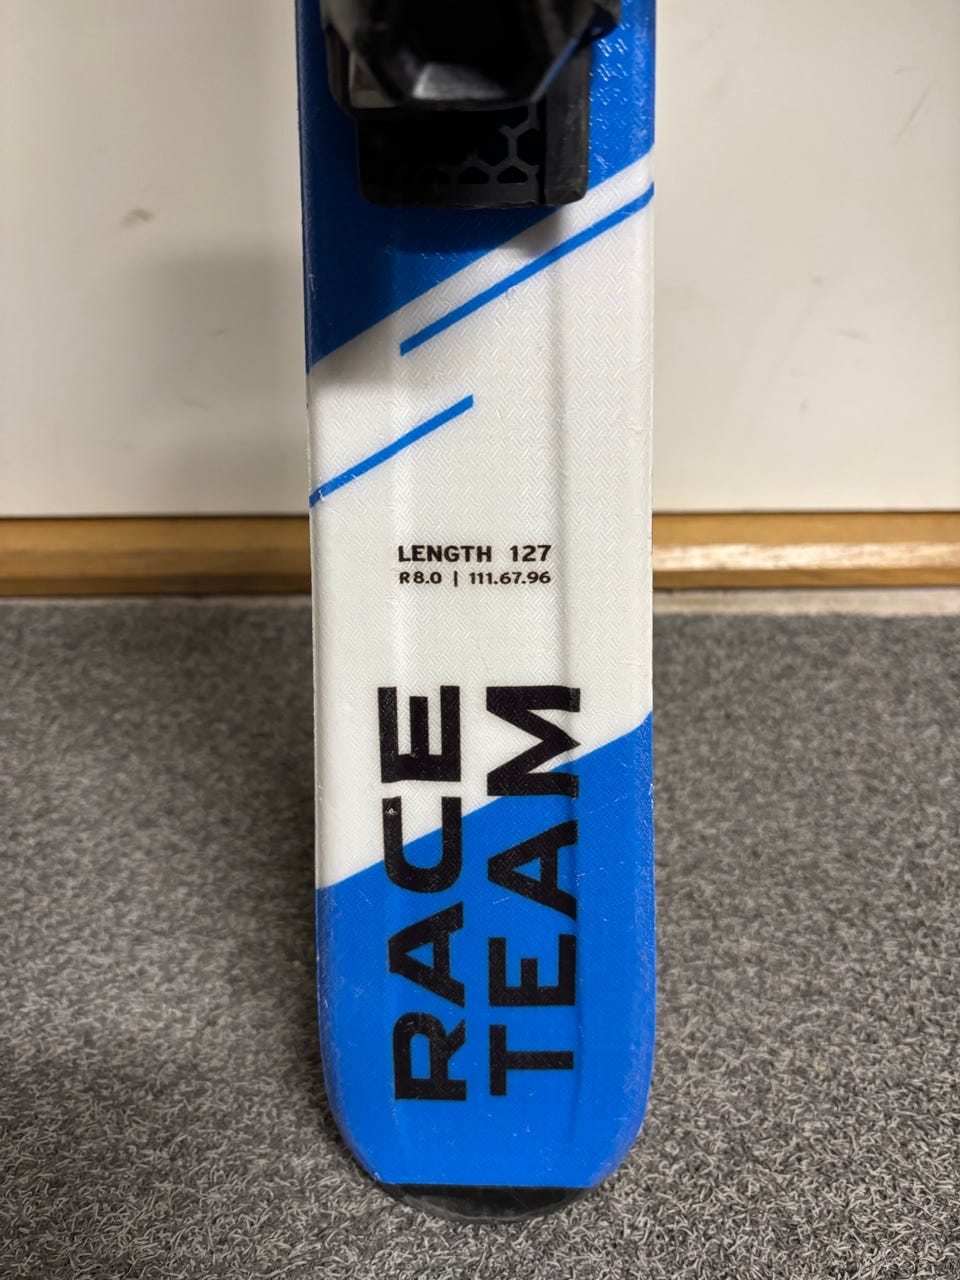 LENGTH 127
R8.0 | 111.67.96
RACE
TEAM